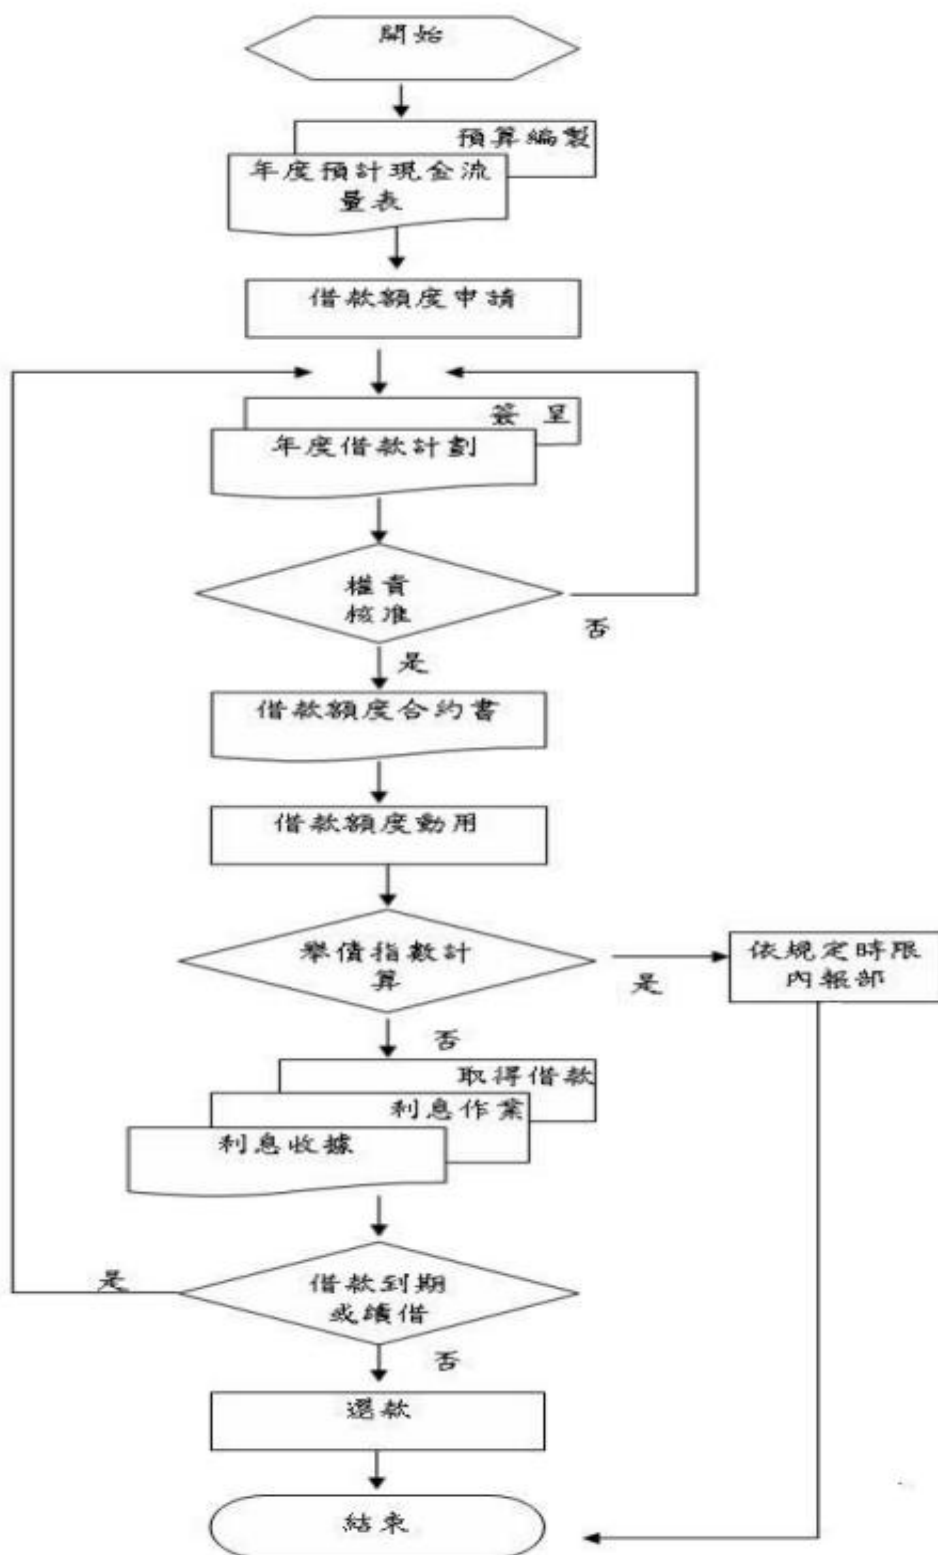 開始
預算編製
年度預計現金流
量表
借款額度申請
簽 呈
年度借款計劃
權責
核准
否
是
借款額度合約書
借款額度動用
舉債指數計
算
是
依規定時限
內報部
否
取得借款
利息作業
利息收據
是
借款到期
或續借
否
還款
結束